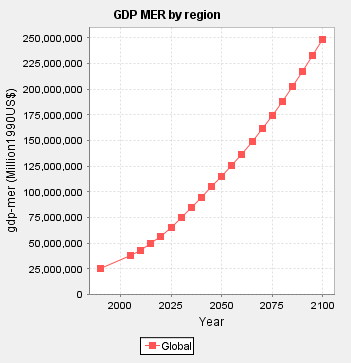 GDP MER by region
250,000,000
225,000,000
200,000,000
175,000,000
150,000,000
125,000,000
100,000,000
75,000,000
50,000,000
25,000,000
0
gdp-mer (Million1990US$)
2000 2025 2050 2075 2100
Year
Global